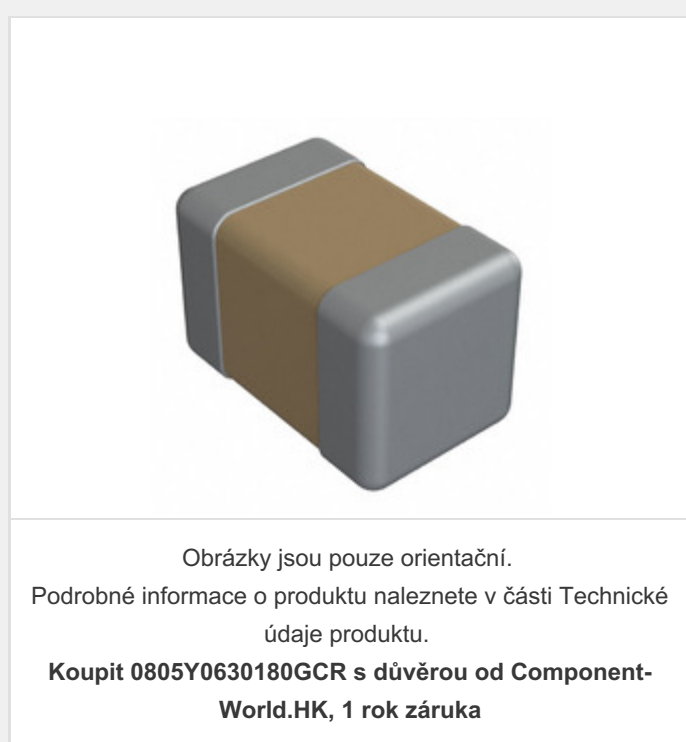 Obrázky jsou pouze orientační.
Podrobné informace o produktu naleznete v části Technické
údaje produktu.
Koupit 0805Y0630180GCR s důvěrou od Component-
World.HK, 1 rok záruka